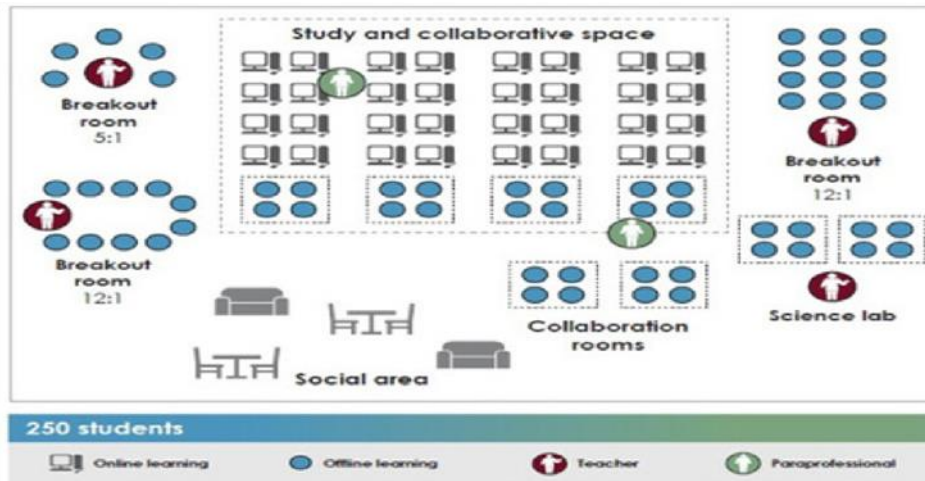 Study and collaborative space
Breakout
room
5:1
Breakout
room
12:1
Breakout
room
12:1
Science lab
Collaboration
rooms
Social area
250 students
Online learning
Offline learning
Teacher
Paraprofessional